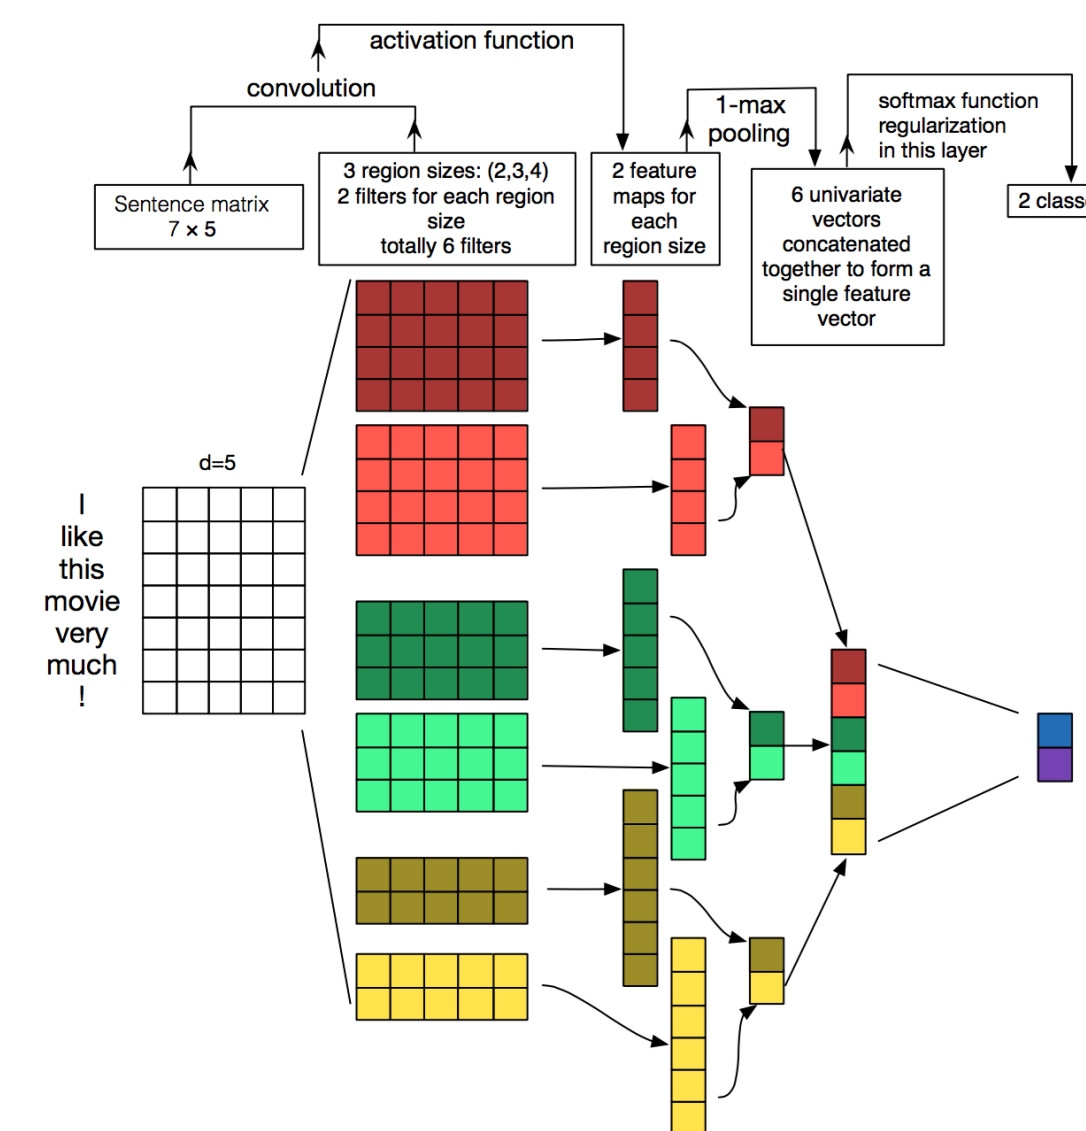 activation function
convolution
1-max
pooling
softmax function
regularization
in this layer
Sentence matrix
7 × 5
3 region sizes: (2,3,4)
2 filters for each region
size
totally 6 filters
2 feature
maps for
each
region size
6 univariate
vectors
concatenated
together to form a
single feature
vector
2 classe
d=5
I
like
this
movie
very
much
!